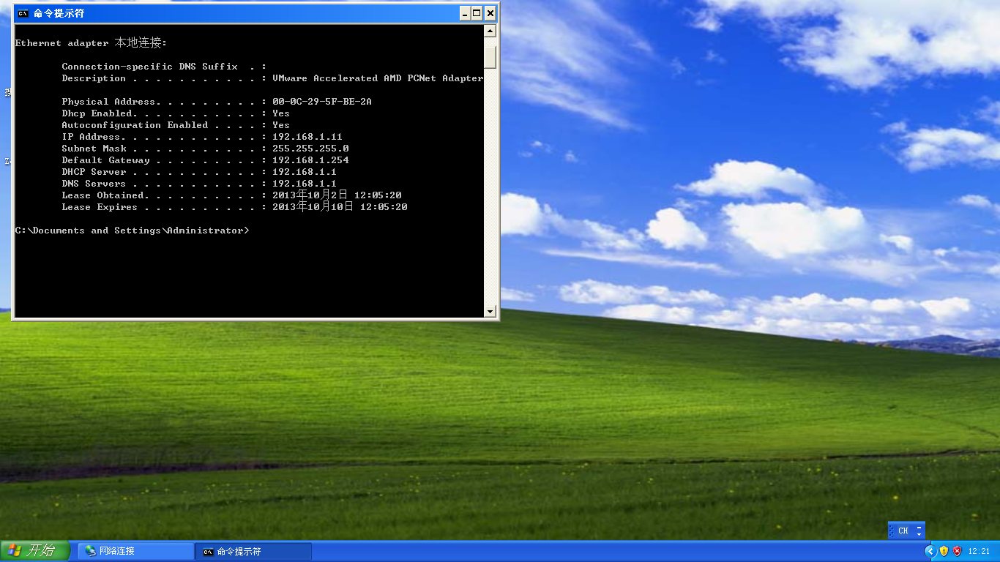 命令提示符
Ethernet adapter 本地连接:
Connection-specific DNS Suffix  . :
Description . . . . . . . . . . . : VMware Accelerated AMD PCNet Adapter
Physical Address. . . . . . . . . : 00-0C-29-5F-BE-2A
Dhcp Enabled. . . . . . . . . . . : Yes
Autoconfiguration Enabled . . . . : Yes
IP Address. . . . . . . . . . . . : 192.168.1.11
Subnet Mask . . . . . . . . . . . : 255.255.255.0
Default Gateway . . . . . . . . . : 192.168.1.254
DHCP Server . . . . . . . . . . . : 192.168.1.1
DNS Servers . . . . . . . . . . . : 192.168.1.1
Lease Obtained. . . . . . . . . . : 2013年10月2日 12:05:20
Lease Expires . . . . . . . . . . : 2013年10月10日 12:05:20
C:\Documents and Settings\Administrator>
CH
开始
网络连接
命令提示符
12:21